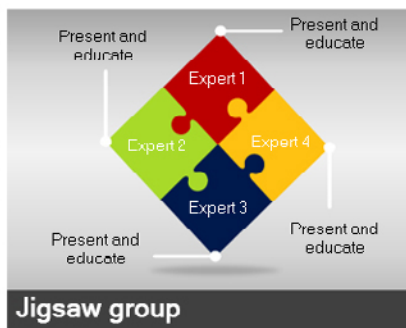 Present and
educate
Present and
educate
Expert 1
Expert 2
Expert 4
Expert 3
Present and
educate
Present and
educate
Jigsaw group